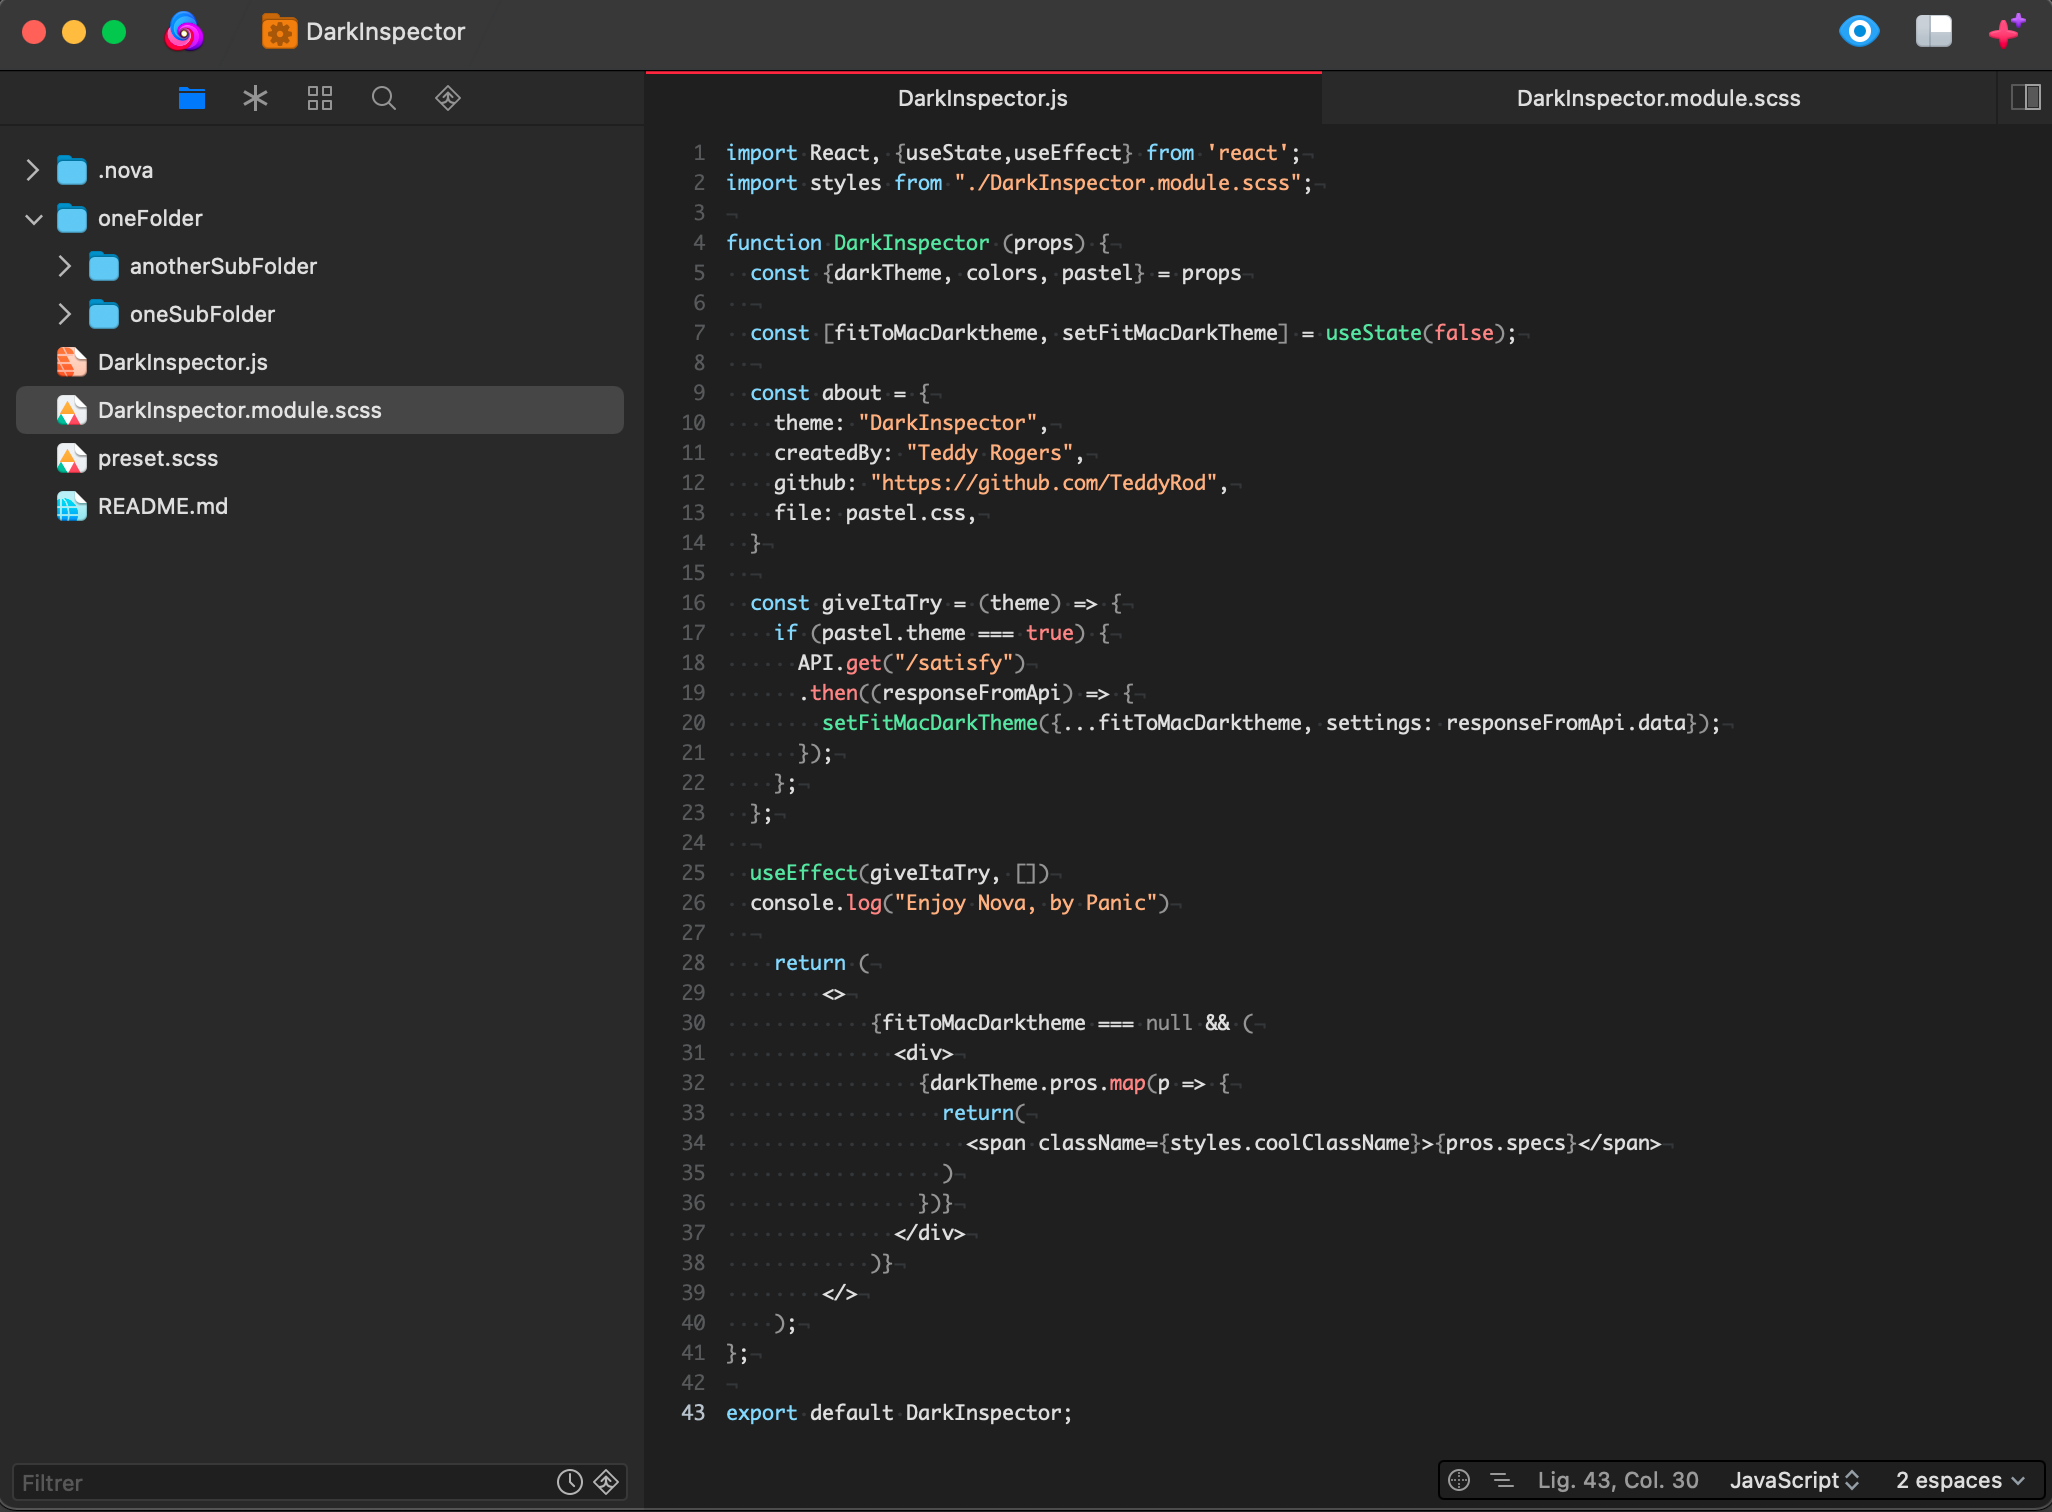 DarkInspector
DarkInspector.js
DarkInspector.module.scss
.nova
oneFolder
anotherSubFolder
oneSubFolder
DarkInspector.js
DarkInspector.module.scss
preset.scss
README.md
1 import React, {useState,useEffect} from 'react';
2 import styles from "./DarkInspector.module.scss";
3
4 function DarkInspector (props) {
5   const {darkTheme, colors, pastel} = props
6
7   const [fitToMacDarktheme, setFitMacDarkTheme] = useState(false);
8
9   const about = {
10     theme: "DarkInspector",
11     createdBy: "Teddy Rogers",
12     github: "https://github.com/TeddyRod",
13     file: pastel.css,
14   }
15
16   const giveItaTry = (theme) => {
17     if (pastel.theme === true) {
18       API.get("/satisfy")
19       .then((responseFromApi) => {
20         setFitMacDarkTheme({...fitToMacDarktheme, settings: responseFromApi.data});
21       });
22     };
23   };
24
25   useEffect(giveItaTry, [])
26   console.log("Enjoy Nova, by Panic")
27
28     return (
29         <>
30             {fitToMacDarktheme === null && (
31               <div>
32                 {darkTheme.pros.map(p => {
33                   return(
34                     <span className={styles.coolClassName}>{pros.specs}</span>
35                   )
36                 })}
37               </div>
38             )}
39         </>
40     );
41 };
42
43 export default DarkInspector;
Filtrer
Lig. 43, Col. 30 JavaScript 2 espaces